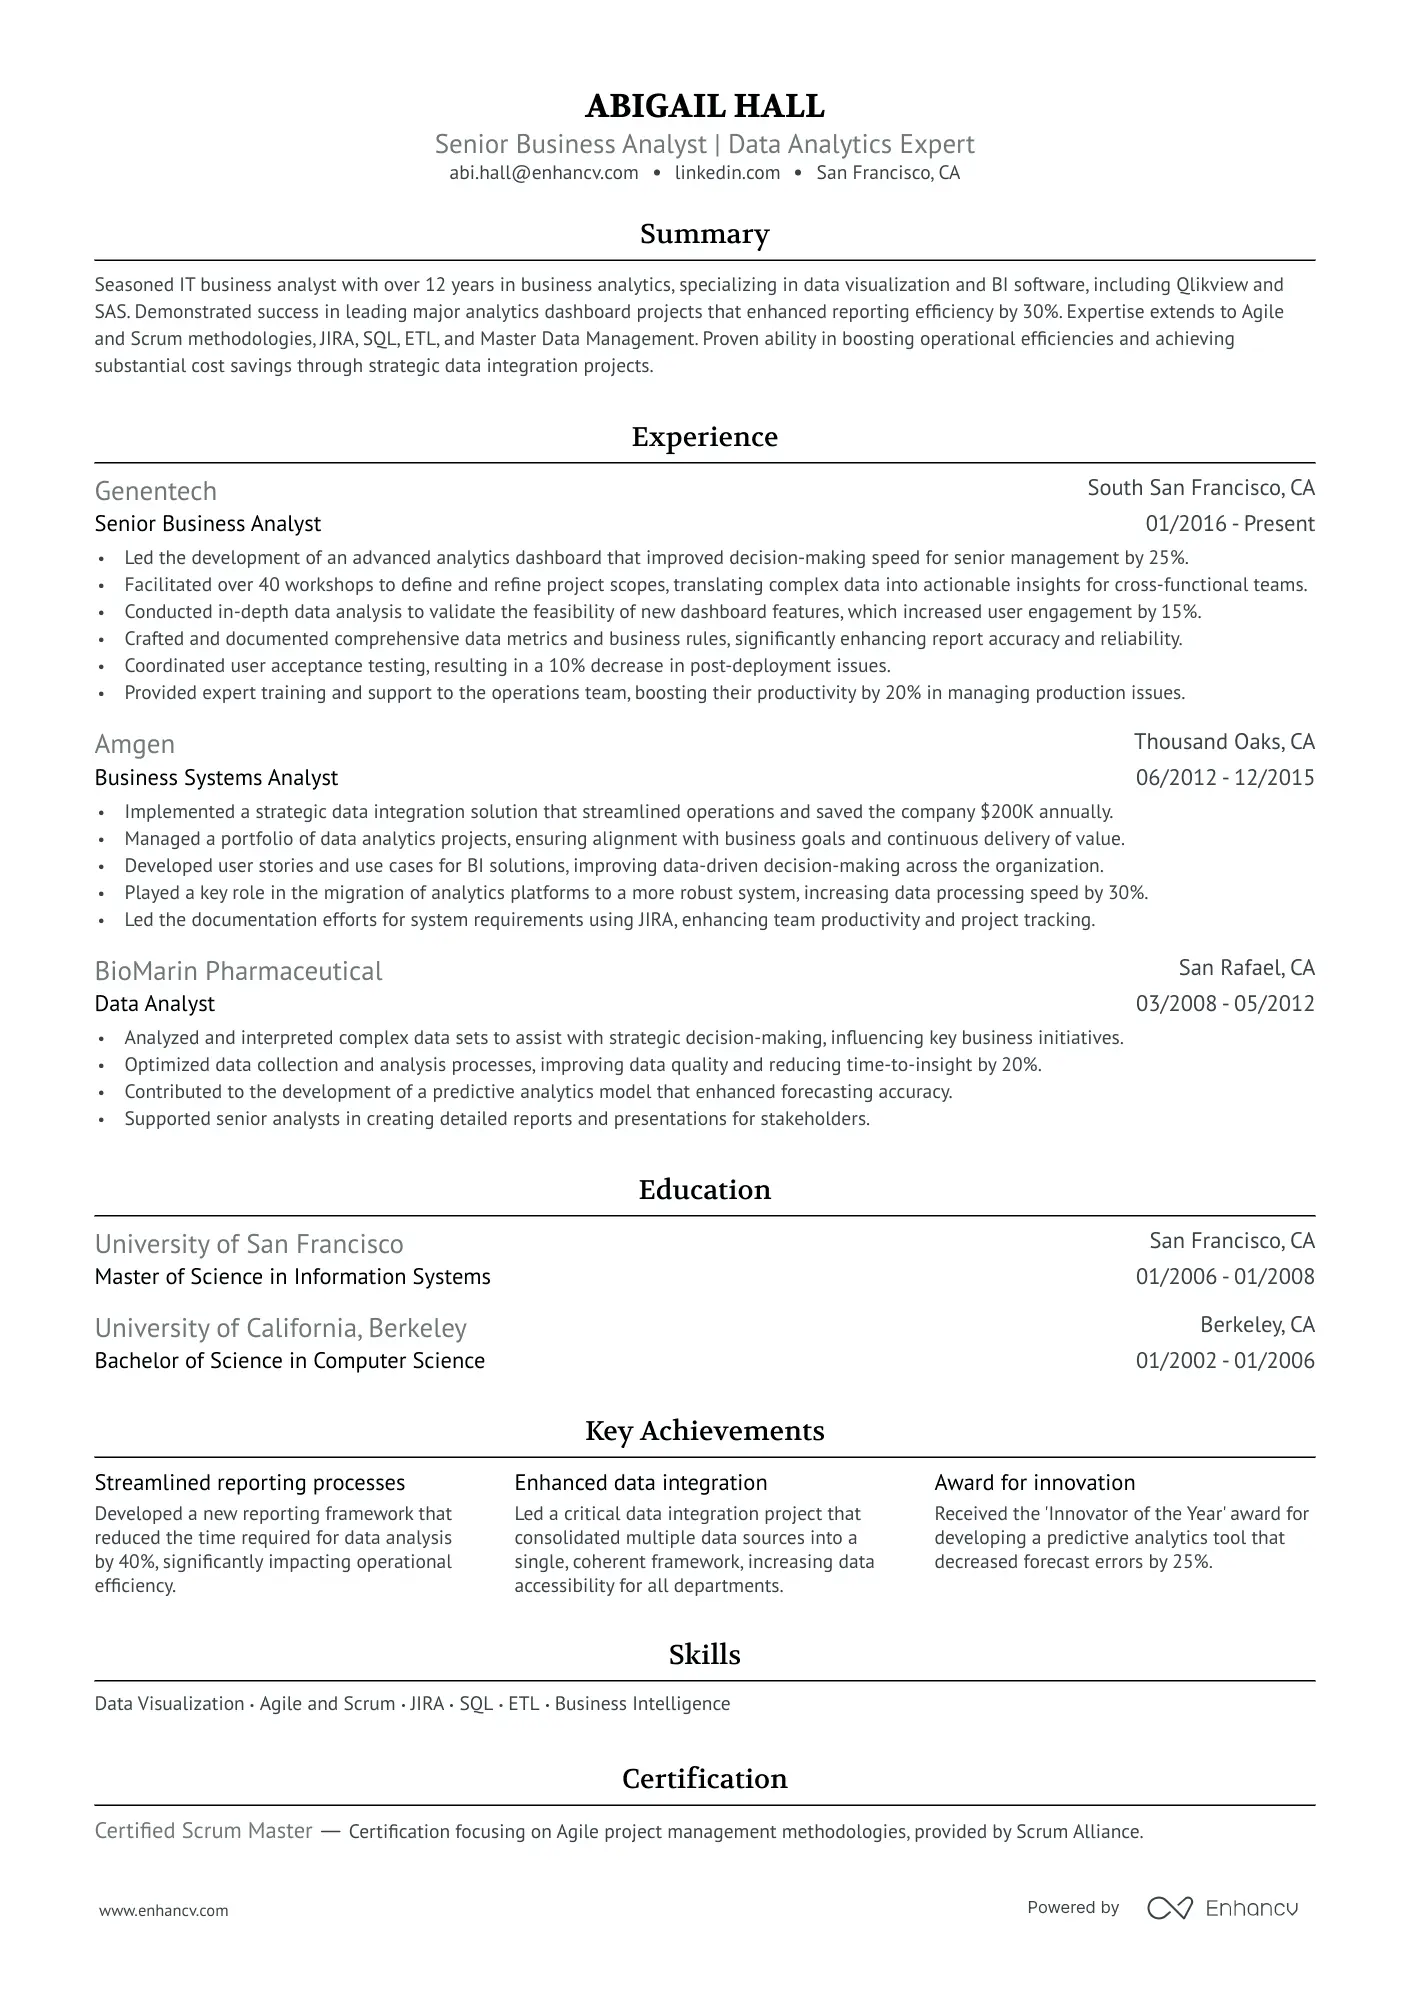 ABIGAIL HALL
Senior Business Analyst | Data Analytics Expert
abi.hall@enhancv.com • linkedin.com • San Francisco, CA
Summary
Seasoned IT business analyst with over 12 years in business analytics, specializing in data visualization and BI software, including Qlikview and
SAS. Demonstrated success in leading major analytics dashboard projects that enhanced reporting efficiency by 30%. Expertise extends to Agile
and Scrum methodologies, JIRA, SQL, ETL, and Master Data Management. Proven ability in boosting operational efficiencies and achieving
substantial cost savings through strategic data integration projects.
Experience
Genentech South San Francisco, CA
Senior Business Analyst 01/2016 - Present
• Led the development of an advanced analytics dashboard that improved decision-making speed for senior management by 25%.
• Facilitated over 40 workshops to define and refine project scopes, translating complex data into actionable insights for cross-functional teams.
• Conducted in-depth data analysis to validate the feasibility of new dashboard features, which increased user engagement by 15%.
• Crafted and documented comprehensive data metrics and business rules, significantly enhancing report accuracy and reliability.
• Coordinated user acceptance testing, resulting in a 10% decrease in post-deployment issues.
• Provided expert training and support to the operations team, boosting their productivity by 20% in managing production issues.
Amgen Thousand Oaks, CA
Business Systems Analyst 06/2012 - 12/2015
• Implemented a strategic data integration solution that streamlined operations and saved the company $200K annually.
• Managed a portfolio of data analytics projects, ensuring alignment with business goals and continuous delivery of value.
• Developed user stories and use cases for BI solutions, improving data-driven decision-making across the organization.
• Played a key role in the migration of analytics platforms to a more robust system, increasing data processing speed by 30%.
• Led the documentation efforts for system requirements using JIRA, enhancing team productivity and project tracking.
BioMarin Pharmaceutical San Rafael, CA
Data Analyst 03/2008 - 05/2012
• Analyzed and interpreted complex data sets to assist with strategic decision-making, influencing key business initiatives.
• Optimized data collection and analysis processes, improving data quality and reducing time-to-insight by 20%.
• Contributed to the development of a predictive analytics model that enhanced forecasting accuracy.
• Supported senior analysts in creating detailed reports and presentations for stakeholders.
Education
University of San Francisco San Francisco, CA
Master of Science in Information Systems 01/2006 - 01/2008
University of California, Berkeley Berkeley, CA
Bachelor of Science in Computer Science 01/2002 - 01/2006
Key Achievements
Streamlined reporting processes
Developed a new reporting framework that
reduced the time required for data analysis
by 40%, significantly impacting operational
efficiency.
Enhanced data integration
Led a critical data integration project that
consolidated multiple data sources into a
single, coherent framework, increasing data
accessibility for all departments.
Award for innovation
Received the 'Innovator of the Year' award for
developing a predictive analytics tool that
decreased forecast errors by 25%.
Skills
Data Visualization · Agile and Scrum · JIRA · SQL · ETL · Business Intelligence
Certification
Certified Scrum Master — Certification focusing on Agile project management methodologies, provided by Scrum Alliance.
www.enhancv.com Powered by Enhancv